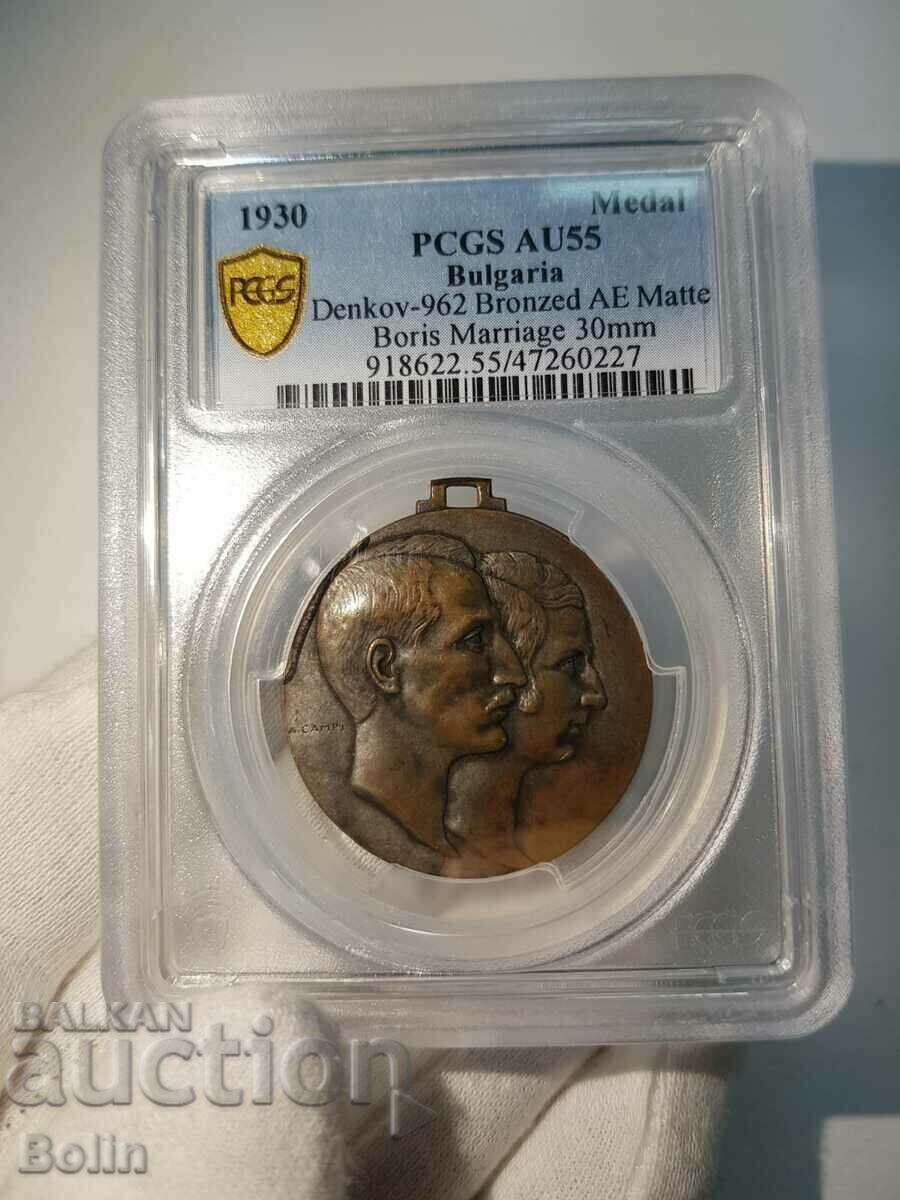 1930 Medal
PCGS AU55
Bulgaria
PCGS
Denkov-962 Bronzed AE Matte
Boris Marriage 30mm
918622.55/47260227
A.CAMPI
PCGS
BALKAN
auction
Bolin